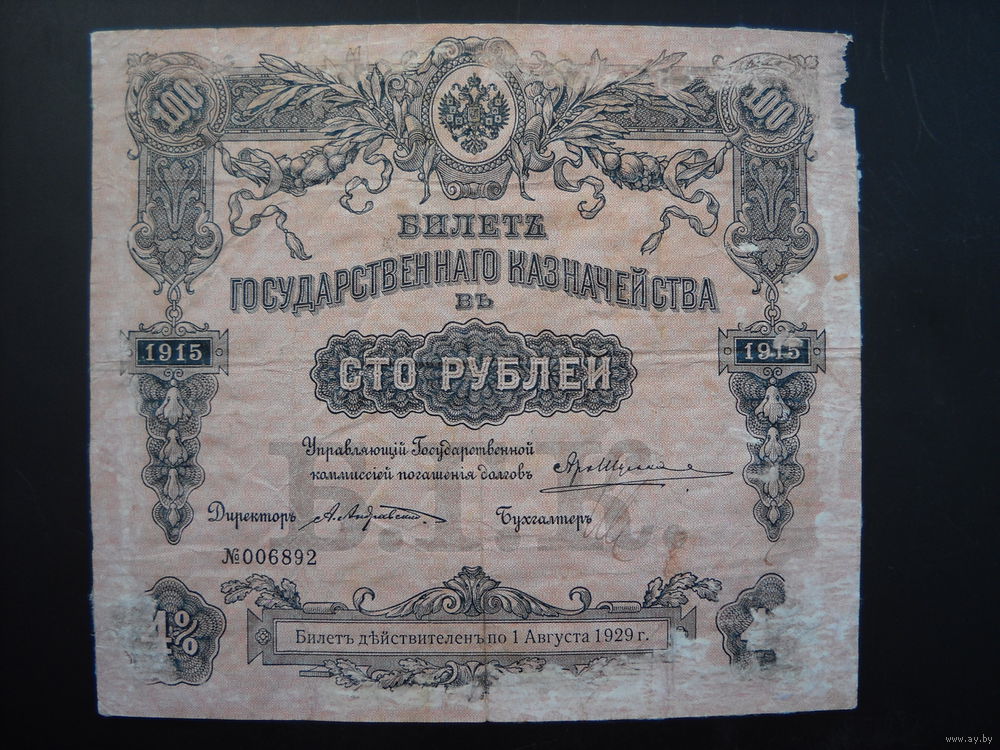 100 100
БИЛЕТЪ
ГОСУДАРСТВЕННАГО КАЗНАЧЕЙСТВА
ВЪ
1915 1915
СТО РУБЛЕЙ
Управляющій Государственной
коммиссіей погашенія долговъ
Директоръ Бухгалтеръ
№006892
4%
Билетъ дѣйствителенъ по 1 Августа 1929 г.
www.ay.by